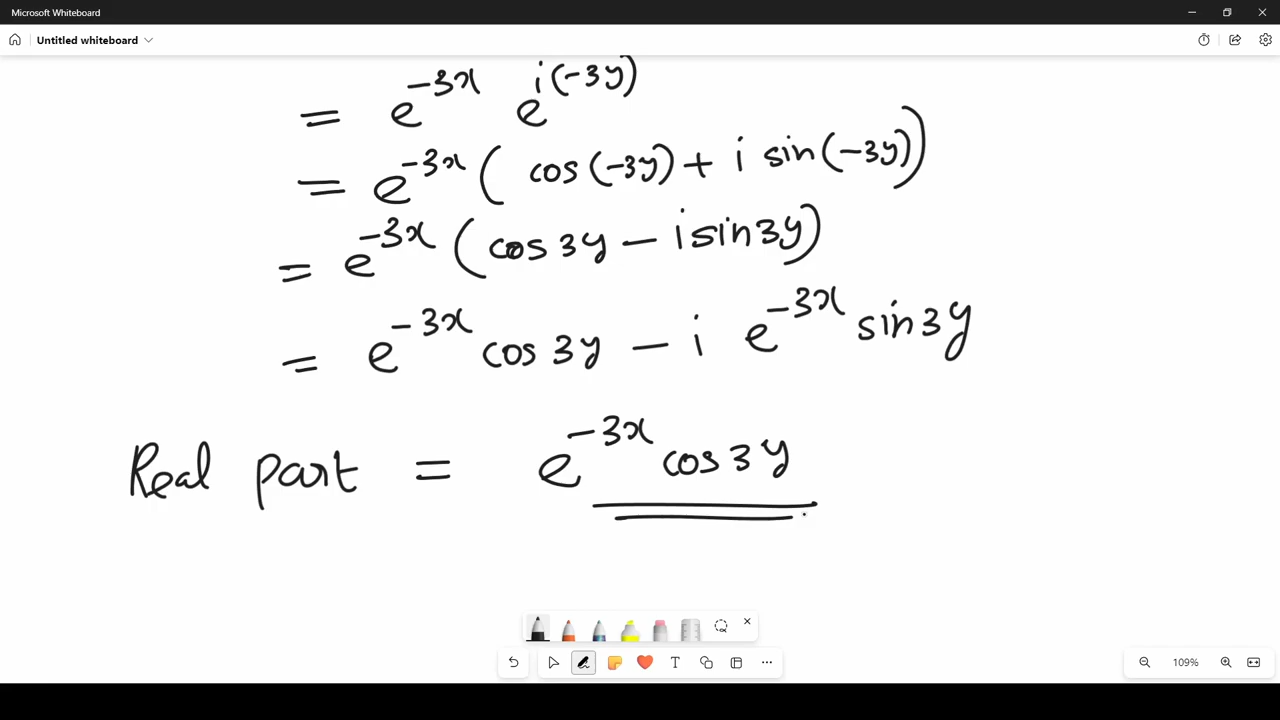 Microsoft Whiteboard
Untitled whiteboard
= e^{-3x} e^{i(-3y)}
= e^{-3x} ( cos(-3y) + i sin(-3y) )
= e^{-3x} ( cos 3y - i sin 3y )
= e^{-3x} cos 3y - i e^{-3x} sin 3y
Real part = e^{-3x} cos 3y
109%